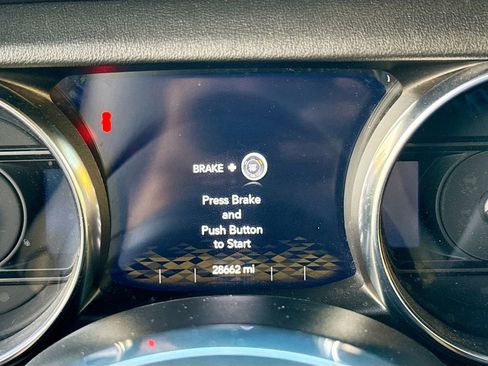 BRAKE +
Press Brake
and
Push Button
to Start
28662 mi